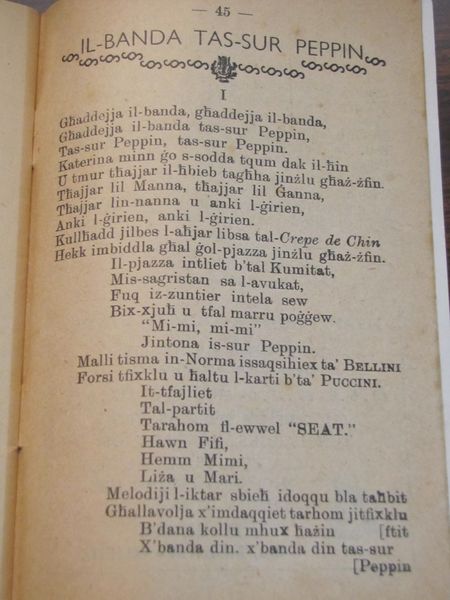 — 45 —
IL-BANDA TAS-SUR PEPPIN
I
Għaddejja il-banda, għaddejja il-banda,
Għaddejja il-banda tas-sur Peppin,
Tas-sur Peppin, tas-sur Peppin.
Katerina minn ġo s-sodda tqum dak il-ħin
U tmur tħajjar il-ħbieb tagħha jinżlu għaż-żfin.
Tħajjar lil Manna, tħajjar lil Ġanna,
Tħajjar lin-nanna u anki l-ġirien,
Anki l-ġirien, anki l-ġirien.
Kullħadd jilbes l-aħjar libsa tal-Crepe de Chin
Hekk imbiddla għal ġol-pjazza jinżlu għaż-żfin.
Il-pjazza intliet b'tal Kumitat,
Mis-sagristan sa l-avukat,
Fuq iz-zuntier intela sew
Bix-xjuħ u tfal marru poġġew.
"Mi-mi, mi-mi"
Jintona is-sur Peppin.
Malli tisma in-Norma issaqsihiex ta' BELLINI
Forsi tfixklu u ħaltu l-karti b'ta' PUCCINI.
It-tfajliet
Tal-partit
Tarahom fl-ewwel "SEAT."
Hawn Fifi,
Hemm Mimi,
Liża u Mari.
Melodiji l-iktar sbieħ idoqqu bla taħbit
Għallavolja x'imdaqqiet tarhom jitfixklu
B'dana kollu mhux ħażin [ftit
X'banda din. x'banda din tas-sur
[Peppin